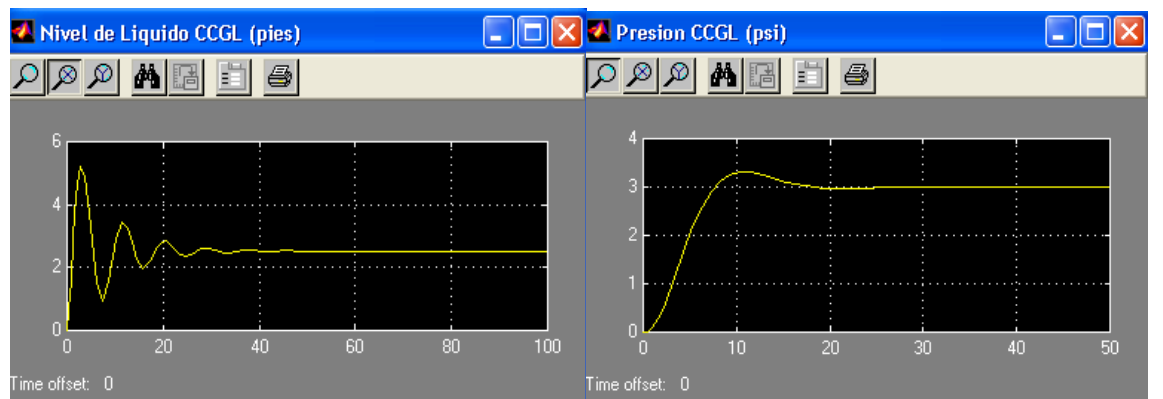 Nivel de Liquido CCGL (pies)
6
4
2
0
0 20 40 60 80 100
Time offset: 0
Presion CCGL (psi)
4
3
2
1
0
0 10 20 30 40 50
Time offset: 0